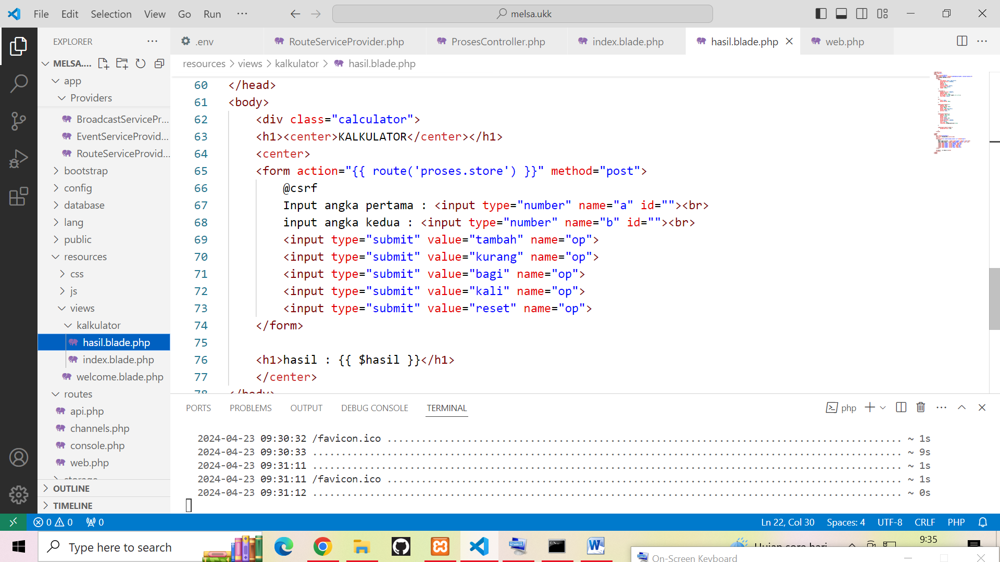 File Edit Selection View Go Run ··· melsa.ukk
EXPLORER ···
MELSA....
app
Providers
BroadcastServicePr...
EventServiceProvid...
RouteServiceProvid...
bootstrap
config
database
lang
public
resources
css
js
views
kalkulator
hasil.blade.php
index.blade.php
welcome.blade.php
routes
api.php
channels.php
console.php
web.php
storage
OUTLINE
TIMELINE
.env RouteServiceProvider.php ProsesController.php index.blade.php hasil.blade.php web.php
resources > views > kalkulator > hasil.blade.php
60 </head>
61 <body>
62 <div class="calculator">
63 <h1><center>KALKULATOR</center></h1>
64 <center>
65 <form action="{{ route('proses.store') }}" method="post">
66 @csrf
67 Input angka pertama : <input type="number" name="a" id=""><br>
68 input angka kedua : <input type="number" name="b" id=""><br>
69 <input type="submit" value="tambah" name="op">
70 <input type="submit" value="kurang" name="op">
71 <input type="submit" value="bagi" name="op">
72 <input type="submit" value="kali" name="op">
73 <input type="submit" value="reset" name="op">
74 </form>
75
76 <h1>hasil : {{ $hasil }}</h1>
77 </center>
78 </body>
PORTS PROBLEMS OUTPUT DEBUG CONSOLE TERMINAL php
2024-04-23 09:30:32 /favicon.ico .......................................................................................... ~ 1s
2024-04-23 09:30:33 ....................................................................................................... ~ 9s
2024-04-23 09:31:11 ....................................................................................................... ~ 1s
2024-04-23 09:31:11 /favicon.ico .......................................................................................... ~ 1s
2024-04-23 09:31:12 ....................................................................................................... ~ 0s
0 0 0 Ln 22, Col 30 Spaces: 4 UTF-8 CRLF PHP
Type here to search Hujan sore hari 9:35
On-Screen Keyboard